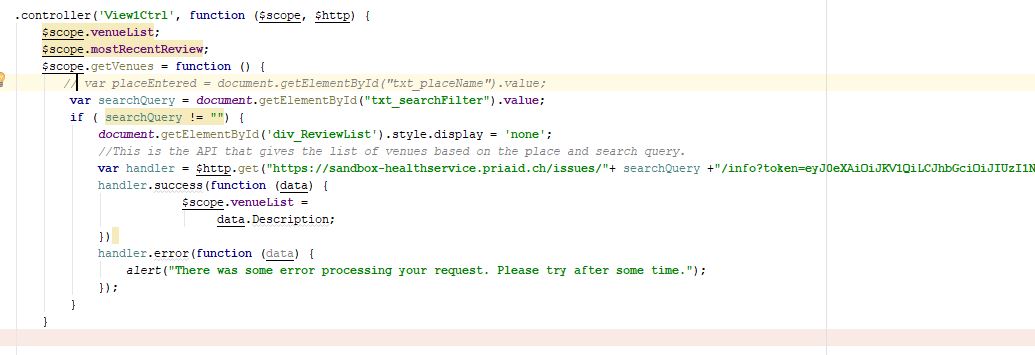 .controller('View1Ctrl', function ($scope, $http) {
$scope.venueList;
$scope.mostRecentReview;
$scope.getVenues = function () {
// var placeEntered = document.getElementById("txt_placeName").value;
var searchQuery = document.getElementById("txt_searchFilter").value;
if ( searchQuery != "") {
document.getElementById('div_ReviewList').style.display = 'none';
//This is the API that gives the list of venues based on the place and search query.
var handler = $http.get("https://sandbox-healthservice.priaid.ch/issues/"+ searchQuery +"/info?token=eyJ0eXAiOiJKV1QiLCJhbGciOiJIUzI1N
handler.success(function (data) {
$scope.venueList =
data.Description;
})
handler.error(function (data) {
alert("There was some error processing your request. Please try after some time.");
});
}
}